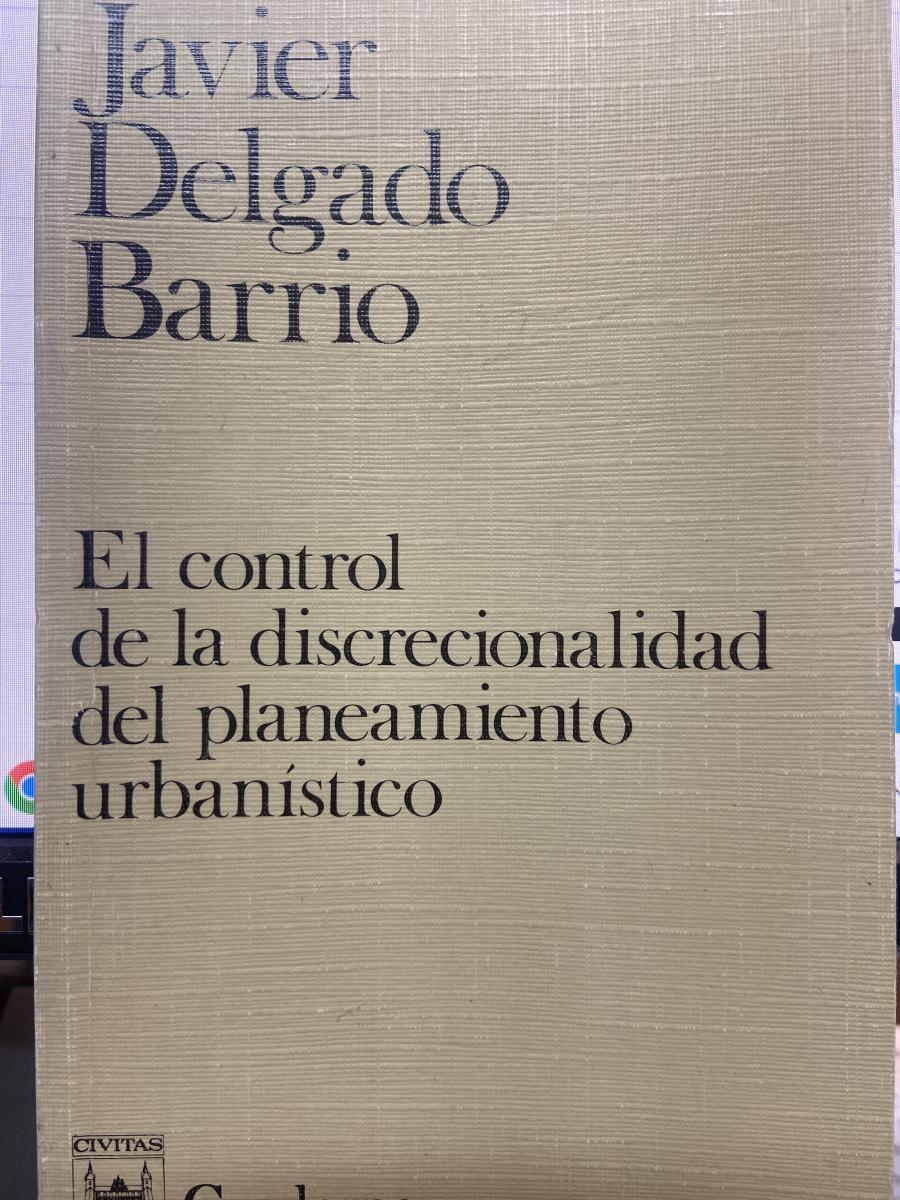 Javier
Delgado
Barrio
El control
de la discrecionalidad
del planeamiento
urbanístico
CIVITAS